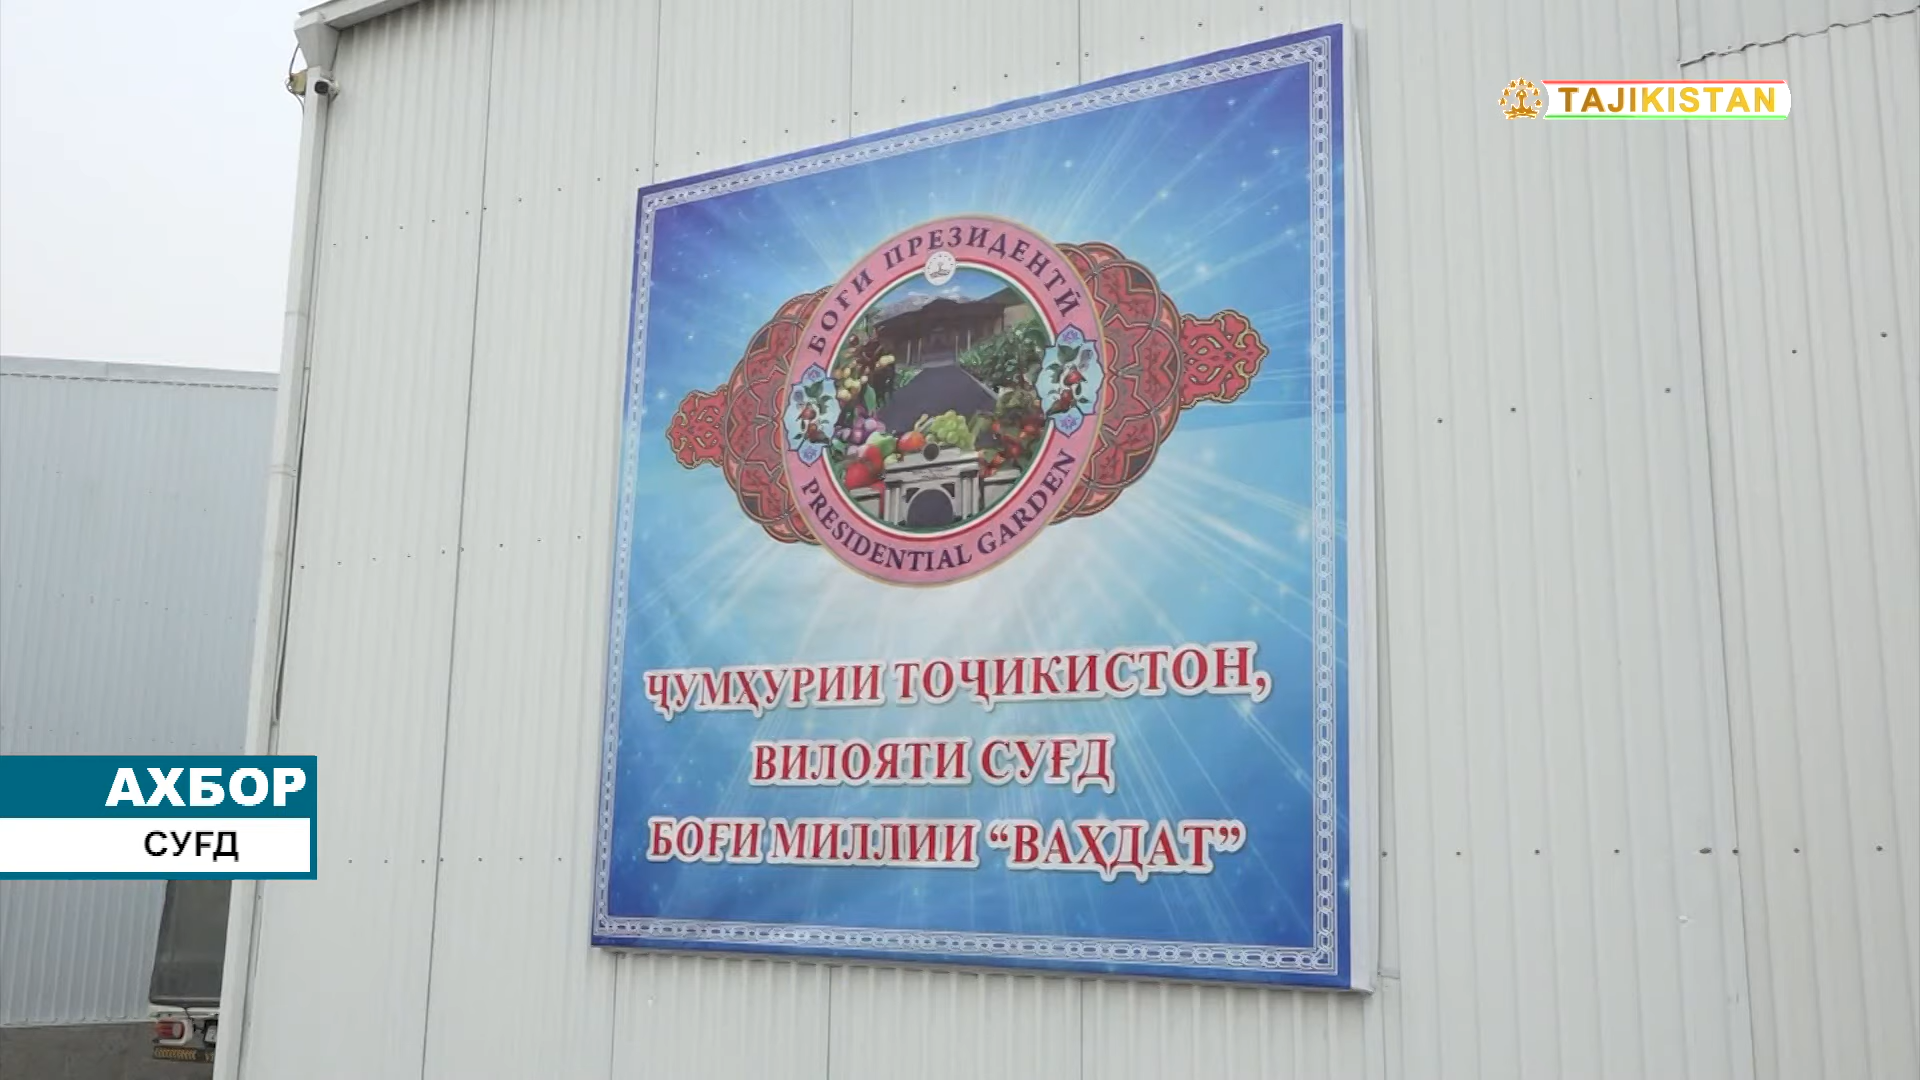 TAJIKISTAN
БОҒИ ПРЕЗИДЕНТӢ
PRESIDENTIAL GARDEN
ҶУМҲУРИИ ТОҶИКИСТОН,
ВИЛОЯТИ СУҒД
БОҒИ МИЛЛИИ “ВАҲДАТ”
АХБОР
СУҒД